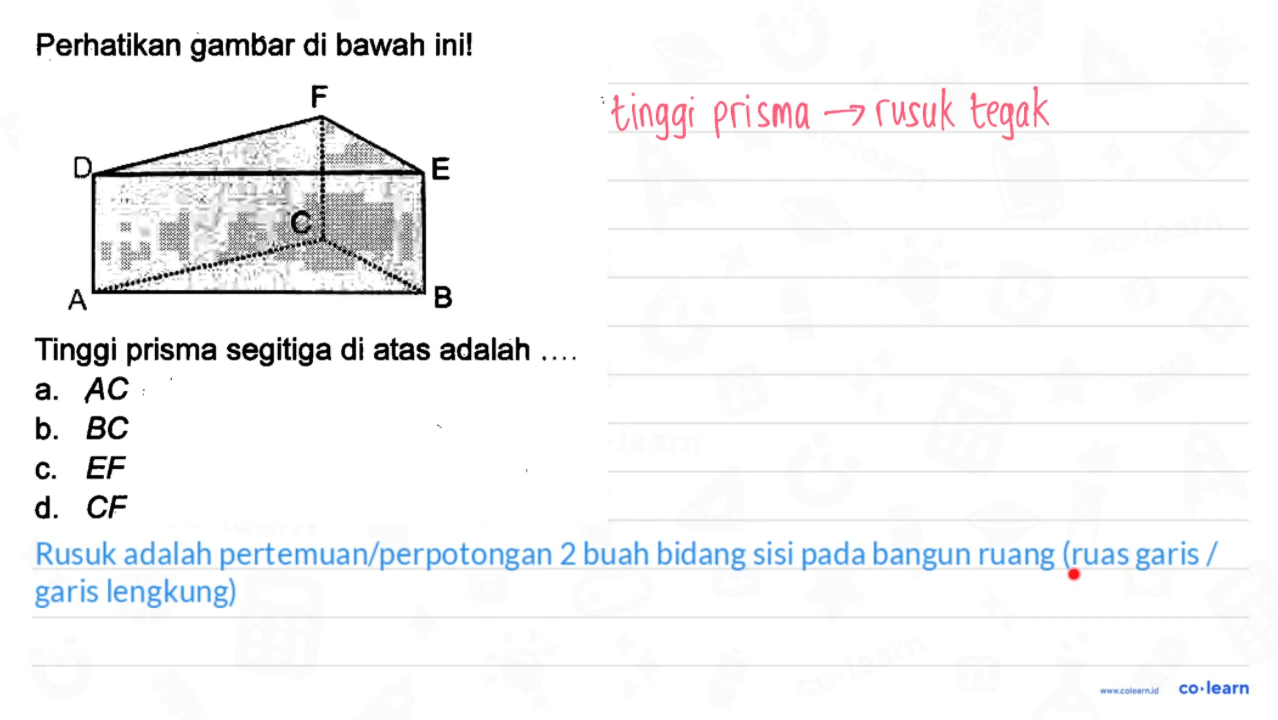 Perhatikan gambar di bawah ini!
F
tinggi prisma → rusuk tegak
D
E
C
A
B
Tinggi prisma segitiga di atas adalah ....
a. AC
b. BC
c. EF
d. CF
Rusuk adalah pertemuan/perpotongan 2 buah bidang sisi pada bangun ruang (ruas garis /
garis lengkung)
www.colearn.id
co·learn